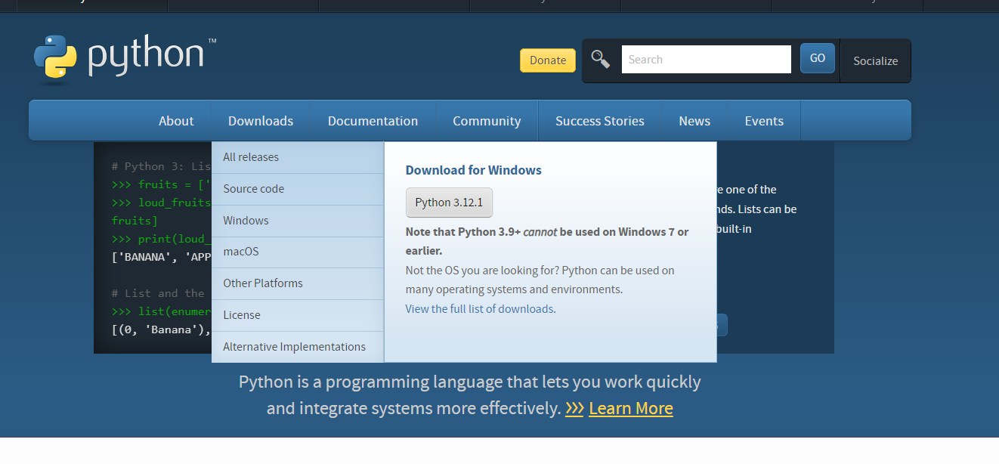 python™
Donate
Search
GO
Socialize
About
Downloads
Documentation
Community
Success Stories
News
Events
# Python 3: Lis
>>> fruits = ['
>>> loud_fruits
fruits]
>>> print(loud_
['BANANA', 'APP
# List and the
>>> list(enumer
[(0, 'Banana'),
All releases
Source code
Windows
macOS
Other Platforms
License
Alternative Implementations
Download for Windows
Python 3.12.1
Note that Python 3.9+ cannot be used on Windows 7 or
earlier.
Not the OS you are looking for? Python can be used on
many operating systems and environments.
View the full list of downloads.
e one of the
nds. Lists can be
built-in
Python is a programming language that lets you work quickly
and integrate systems more effectively. >>> Learn More